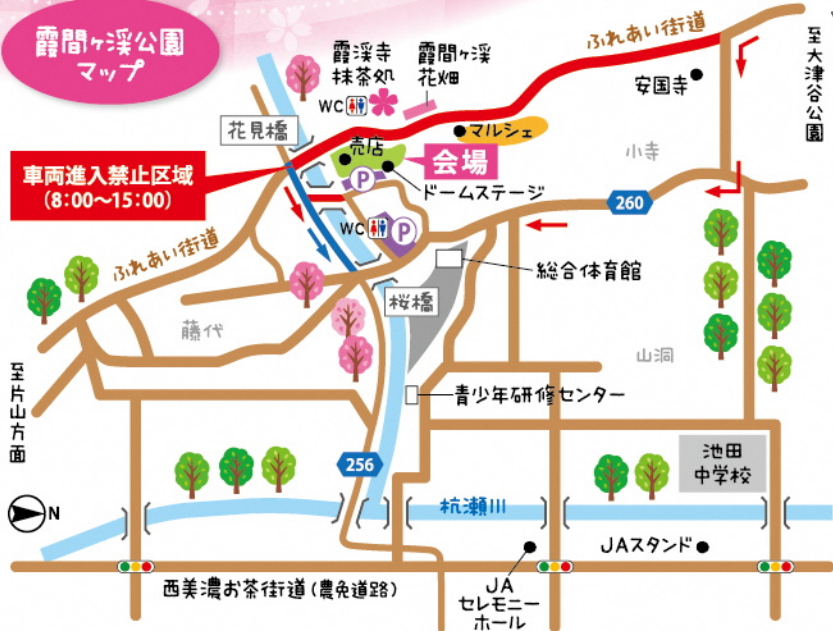 霞間ヶ渓公園
マップ
霞渓寺
抹茶処
霞間ヶ渓
花畑
WC
ふれあい街道
至大津谷公園
安国寺
花見橋
売店
マルシェ
会場
小寺
車両進入禁止区域
(8:00〜15:00)
P
ドームステージ
260
WC
P
ふれあい街道
総合体育館
桜橋
藤代
山洞
至片山方面
青少年研修センター
池田
中学校
256
N
杭瀬川
JAスタンド
西美濃お茶街道(農免道路)
JA
セレモニー
ホール